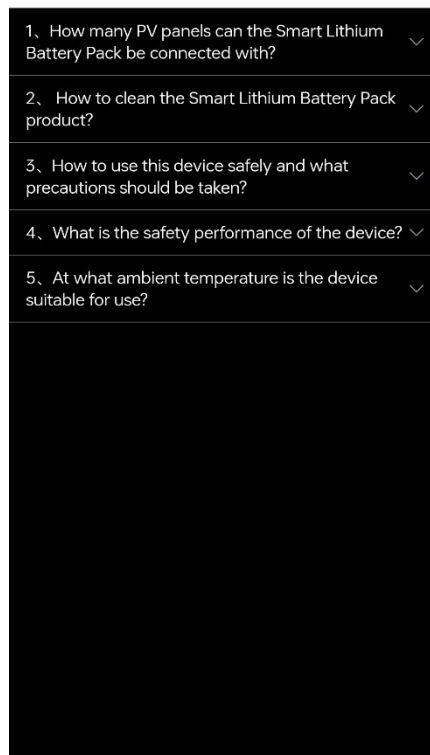 1、How many PV panels can the Smart Lithium
Battery Pack be connected with?
2、 How to clean the Smart Lithium Battery Pack
product?
3、How to use this device safely and what
precautions should be taken?
4、What is the safety performance of the device?
5、At what ambient temperature is the device
suitable for use?